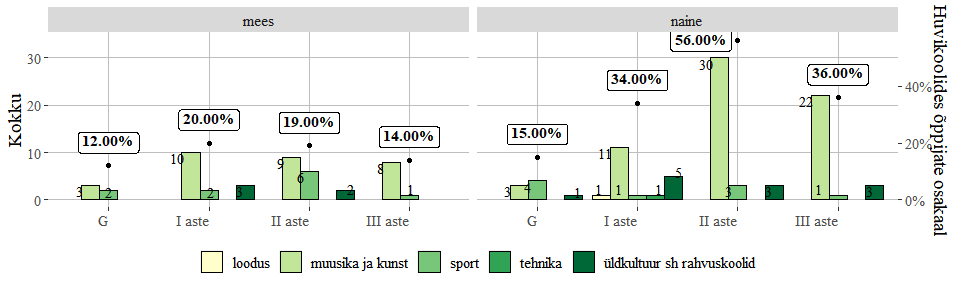 mees
naine
Kokku
30
20
10
0
12.00%
20.00%
19.00%
14.00%
3
2
10
2
3
9
6
2
8
1
15.00%
34.00%
56.00%
36.00%
3
4
1
1
11
1
1
5
30
3
3
22
1
3
40%
20%
0%
Huvikoolides õppijate osakaal
G
I aste
II aste
III aste
G
I aste
II aste
III aste
loodus
muusika ja kunst
sport
tehnika
üldkultuur sh rahvuskoolid